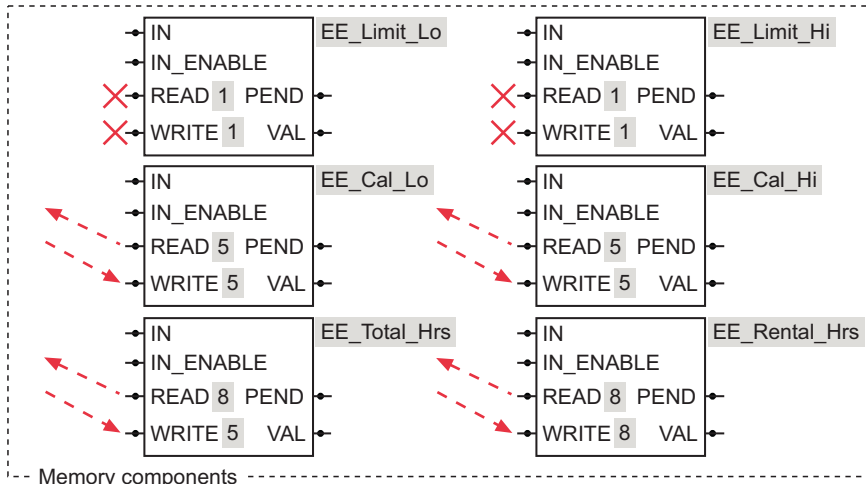 IN EE_Limit_Lo
IN_ENABLE
READ 1 PEND
WRITE 1 VAL
IN EE_Limit_Hi
IN_ENABLE
READ 1 PEND
WRITE 1 VAL
IN EE_Cal_Lo
IN_ENABLE
READ 5 PEND
WRITE 5 VAL
IN EE_Cal_Hi
IN_ENABLE
READ 5 PEND
WRITE 5 VAL
IN EE_Total_Hrs
IN_ENABLE
READ 8 PEND
WRITE 5 VAL
IN EE_Rental_Hrs
IN_ENABLE
READ 8 PEND
WRITE 8 VAL
Memory components